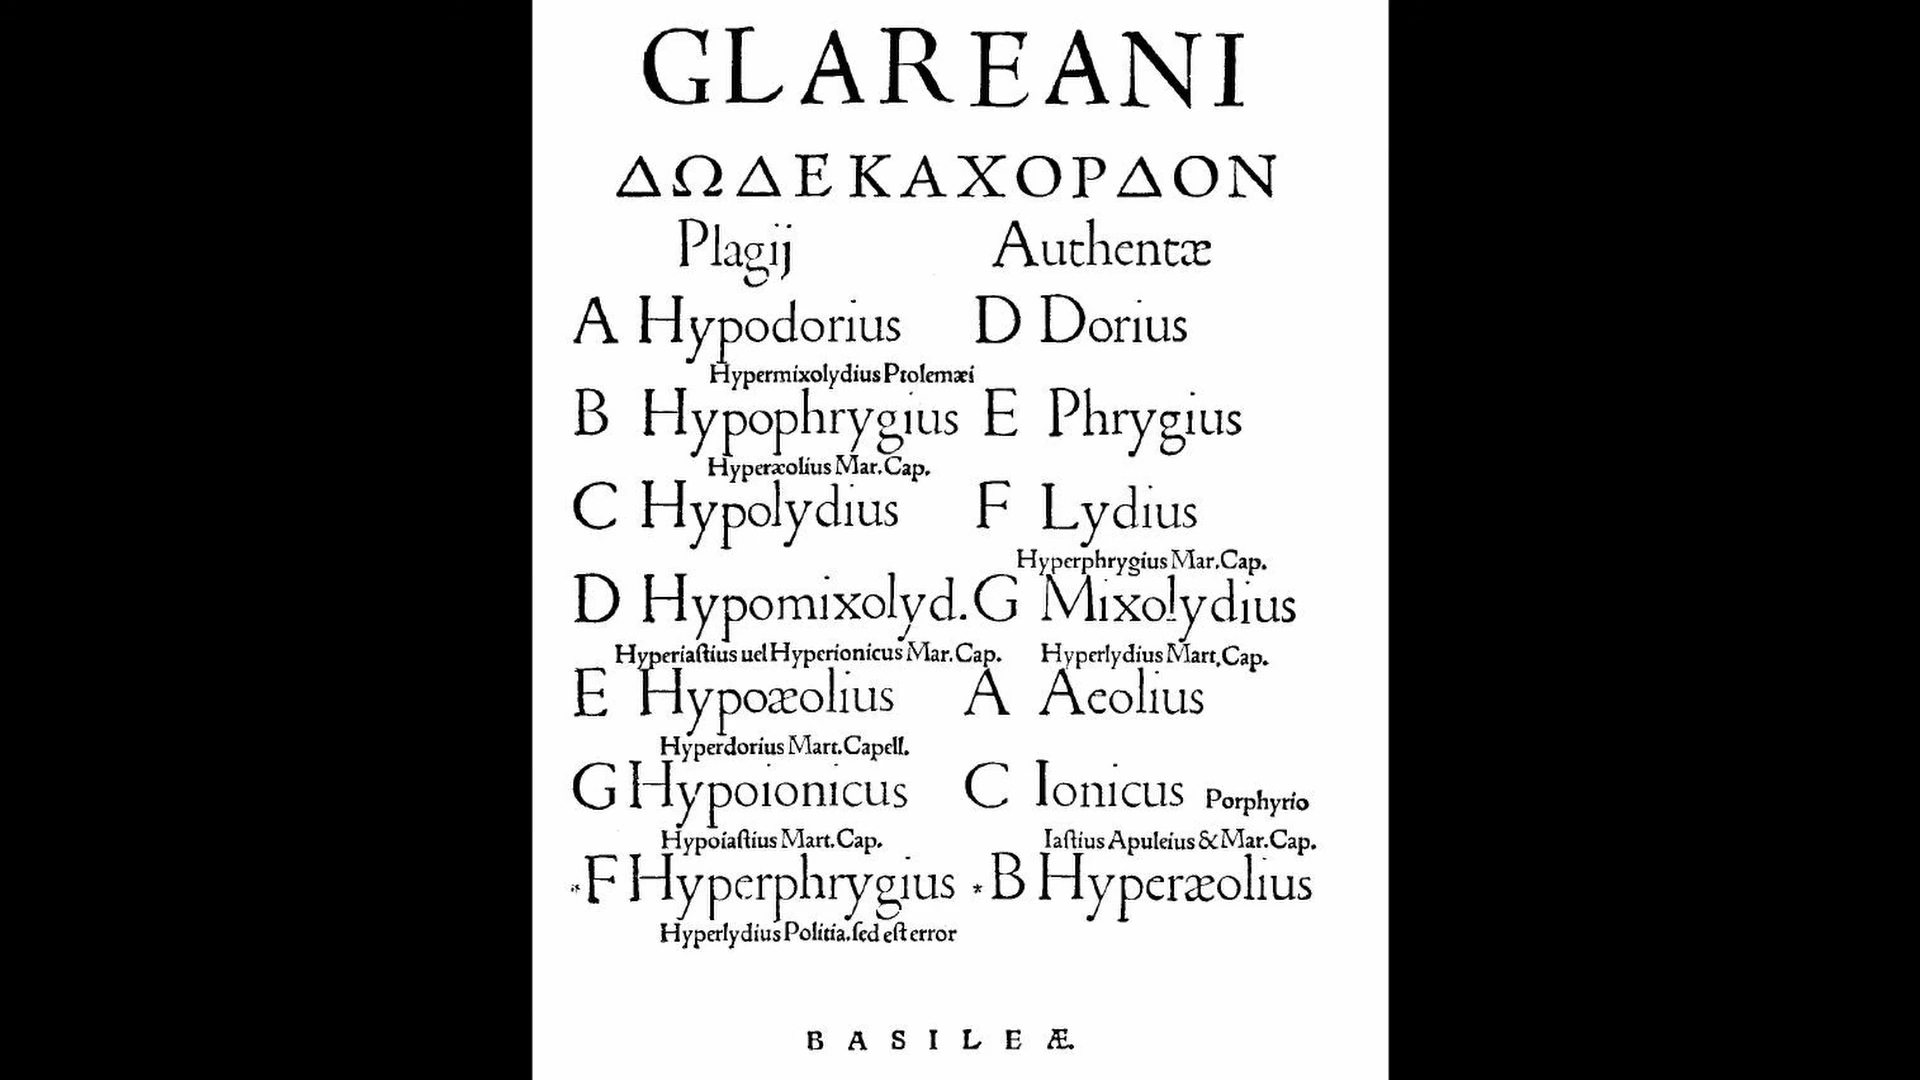 GLAREANI
ΔΩΔΕΚΑΧΟΡΔΟΝ
Plagij Authentæ
A Hypodorius D Dorius
Hypermixolydius Ptolemæi
B Hypophrygius E Phrygius
Hyperæolius Mar.Cap.
C Hypolydius F Lydius
Hyperphrygius Mar.Cap.
D Hypomixolyd. G Mixolydius
Hyperiaſtius uel Hyperionicus Mar.Cap. Hyperlydius Mart.Cap.
E Hypoæolius A Aeolius
Hyperdorius Mart.Capell.
G Hypoionicus C Ionicus Porphyrio
Hypoiaſtius Mart.Cap. Iaſtius Apuleius & Mar.Cap.
*F Hyperphrygius *B Hyperæolius
Hyperlydius Politia.ſed eſt error
BASILEÆ.